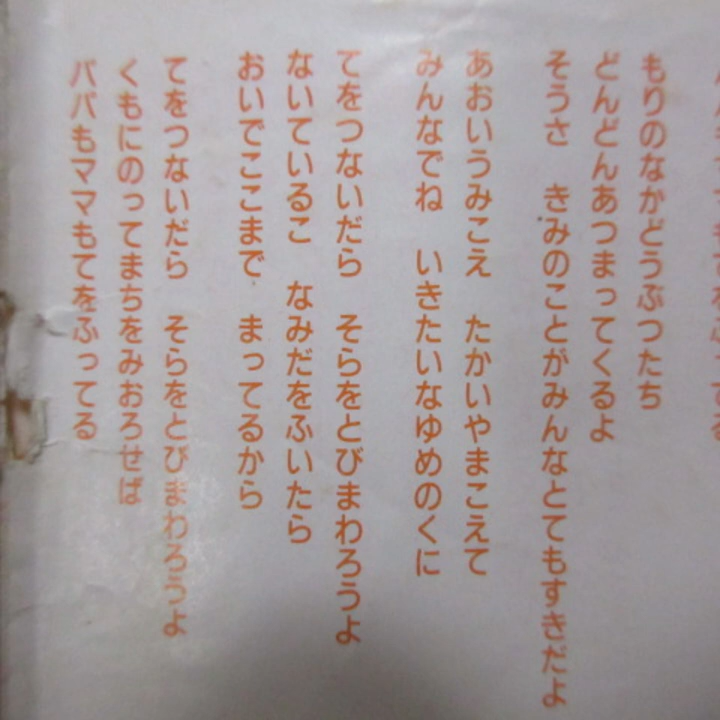 もりのなかどうぶつたち
どんどんあつまってくるよ
そうさ　きみのことがみんなとてもすきだよ
あおいうみこえ　たかいやまこえて
みんなでね　いきたいなゆめのくに
てをつないだら　そらをとびまわろうよ
ないているこ　なみだをふいたら
おいでここまで　まってるから
てをつないだら　そらをとびまわろうよ
くもにのってまちをみおろせば
パパもママもてをふってる